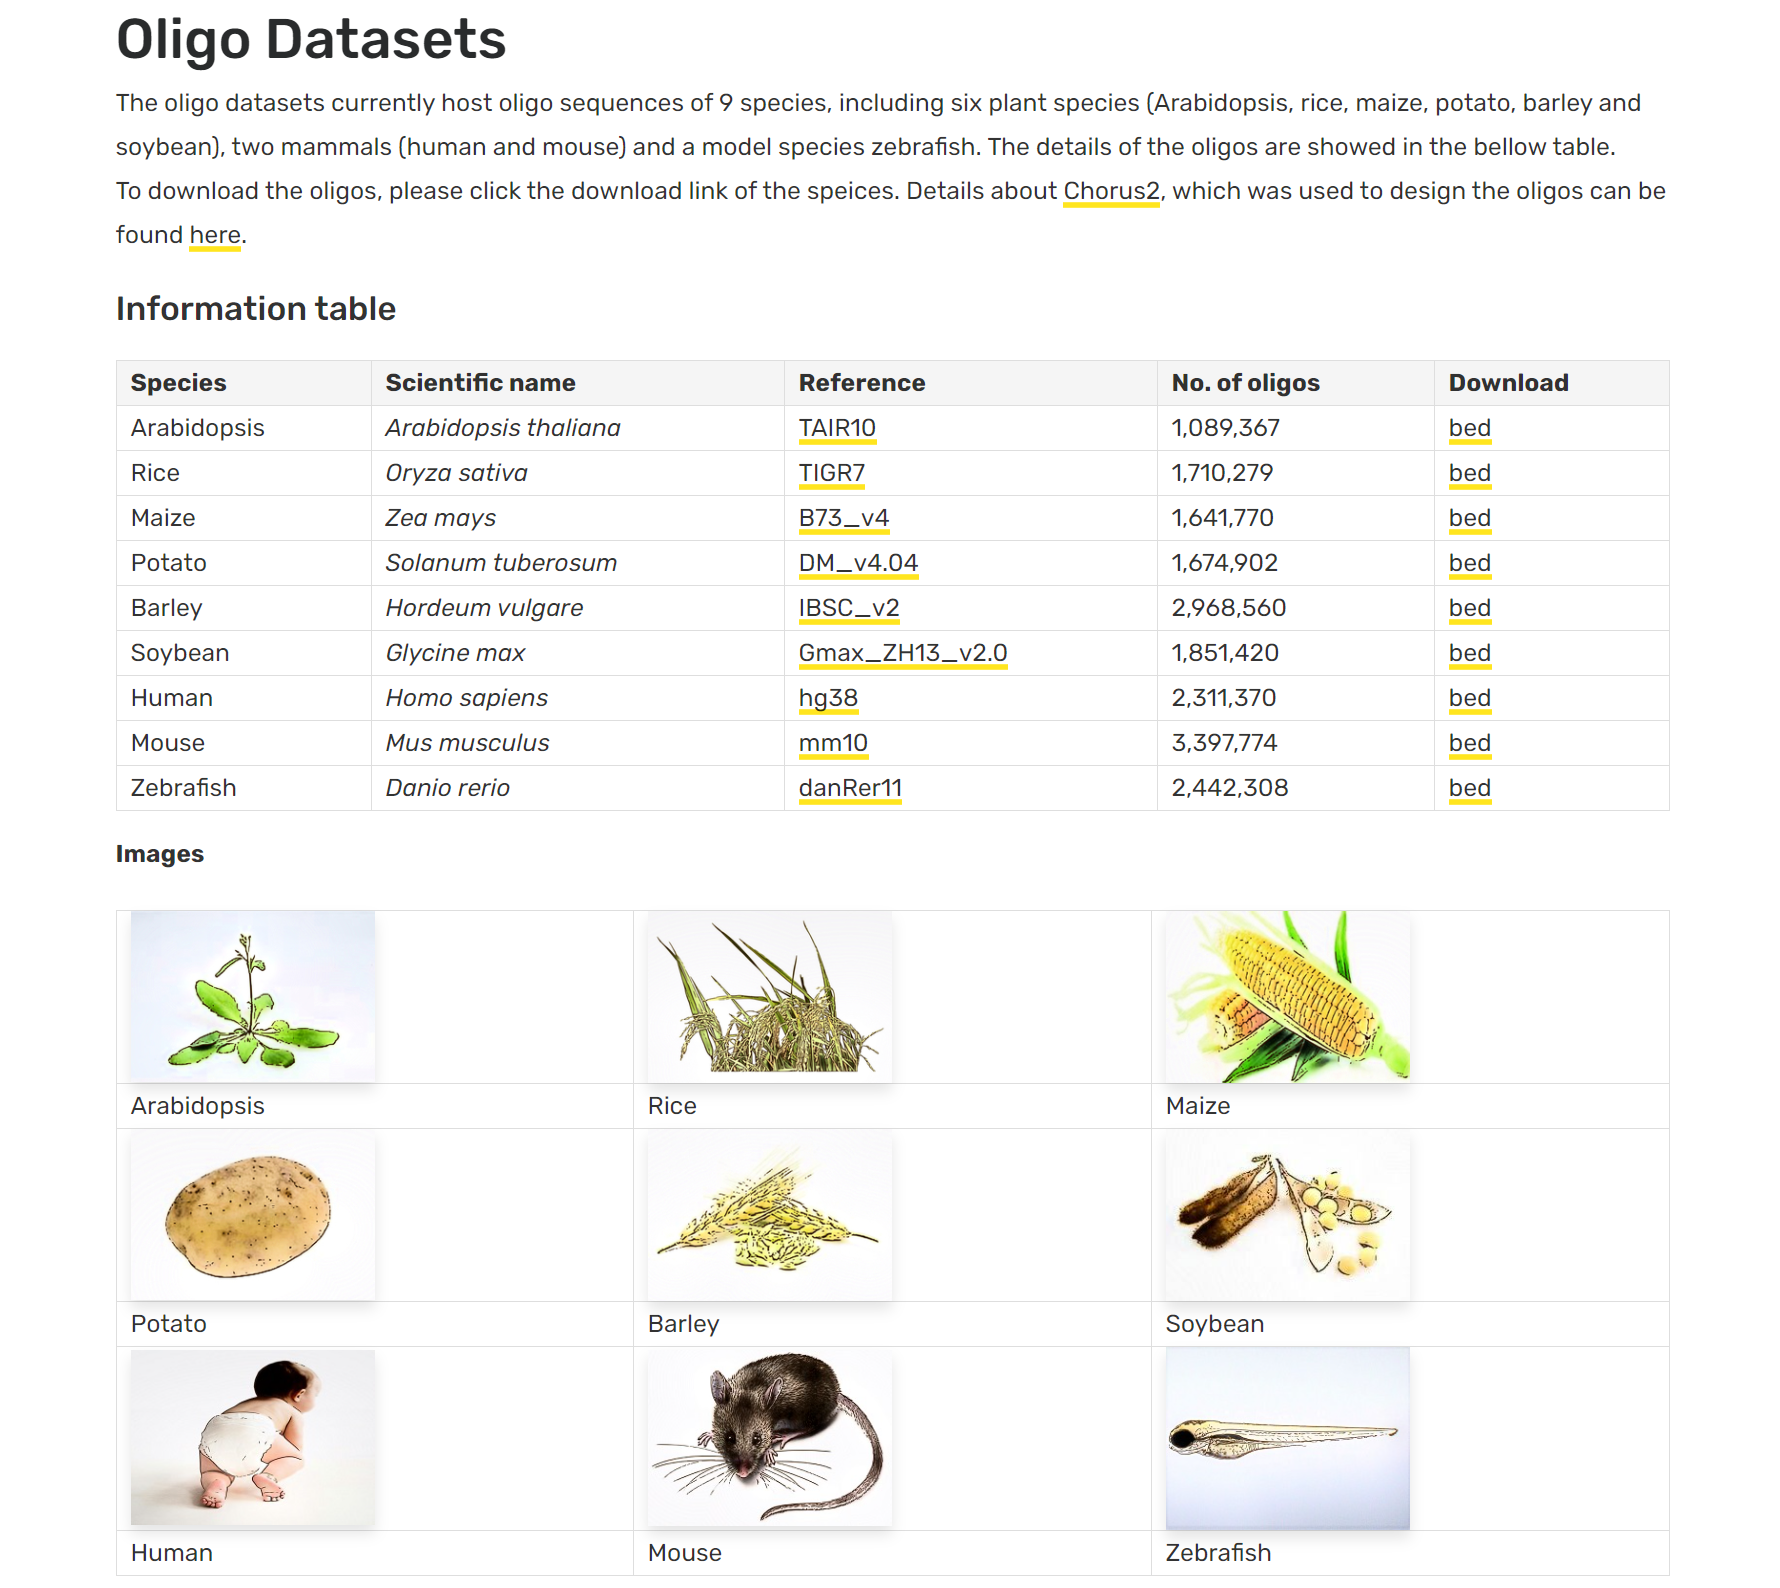 Oligo Datasets
The oligo datasets currently host oligo sequences of 9 species, including six plant species (Arabidopsis, rice, maize, potato, barley and
soybean), two mammals (human and mouse) and a model species zebrafish. The details of the oligos are showed in the bellow table.
To download the oligos, please click the download link of the speices. Details about Chorus2, which was used to design the oligos can be
found here.
Information table
Species Scientific name Reference No. of oligos Download
Arabidopsis Arabidopsis thaliana TAIR10 1,089,367 bed
Rice Oryza sativa TIGR7 1,710,279 bed
Maize Zea mays B73_v4 1,641,770 bed
Potato Solanum tuberosum DM_v4.04 1,674,902 bed
Barley Hordeum vulgare IBSC_v2 2,968,560 bed
Soybean Glycine max Gmax_ZH13_v2.0 1,851,420 bed
Human Homo sapiens hg38 2,311,370 bed
Mouse Mus musculus mm10 3,397,774 bed
Zebrafish Danio rerio danRer11 2,442,308 bed
Images
Arabidopsis Rice Maize
Potato Barley Soybean
Human Mouse Zebrafish